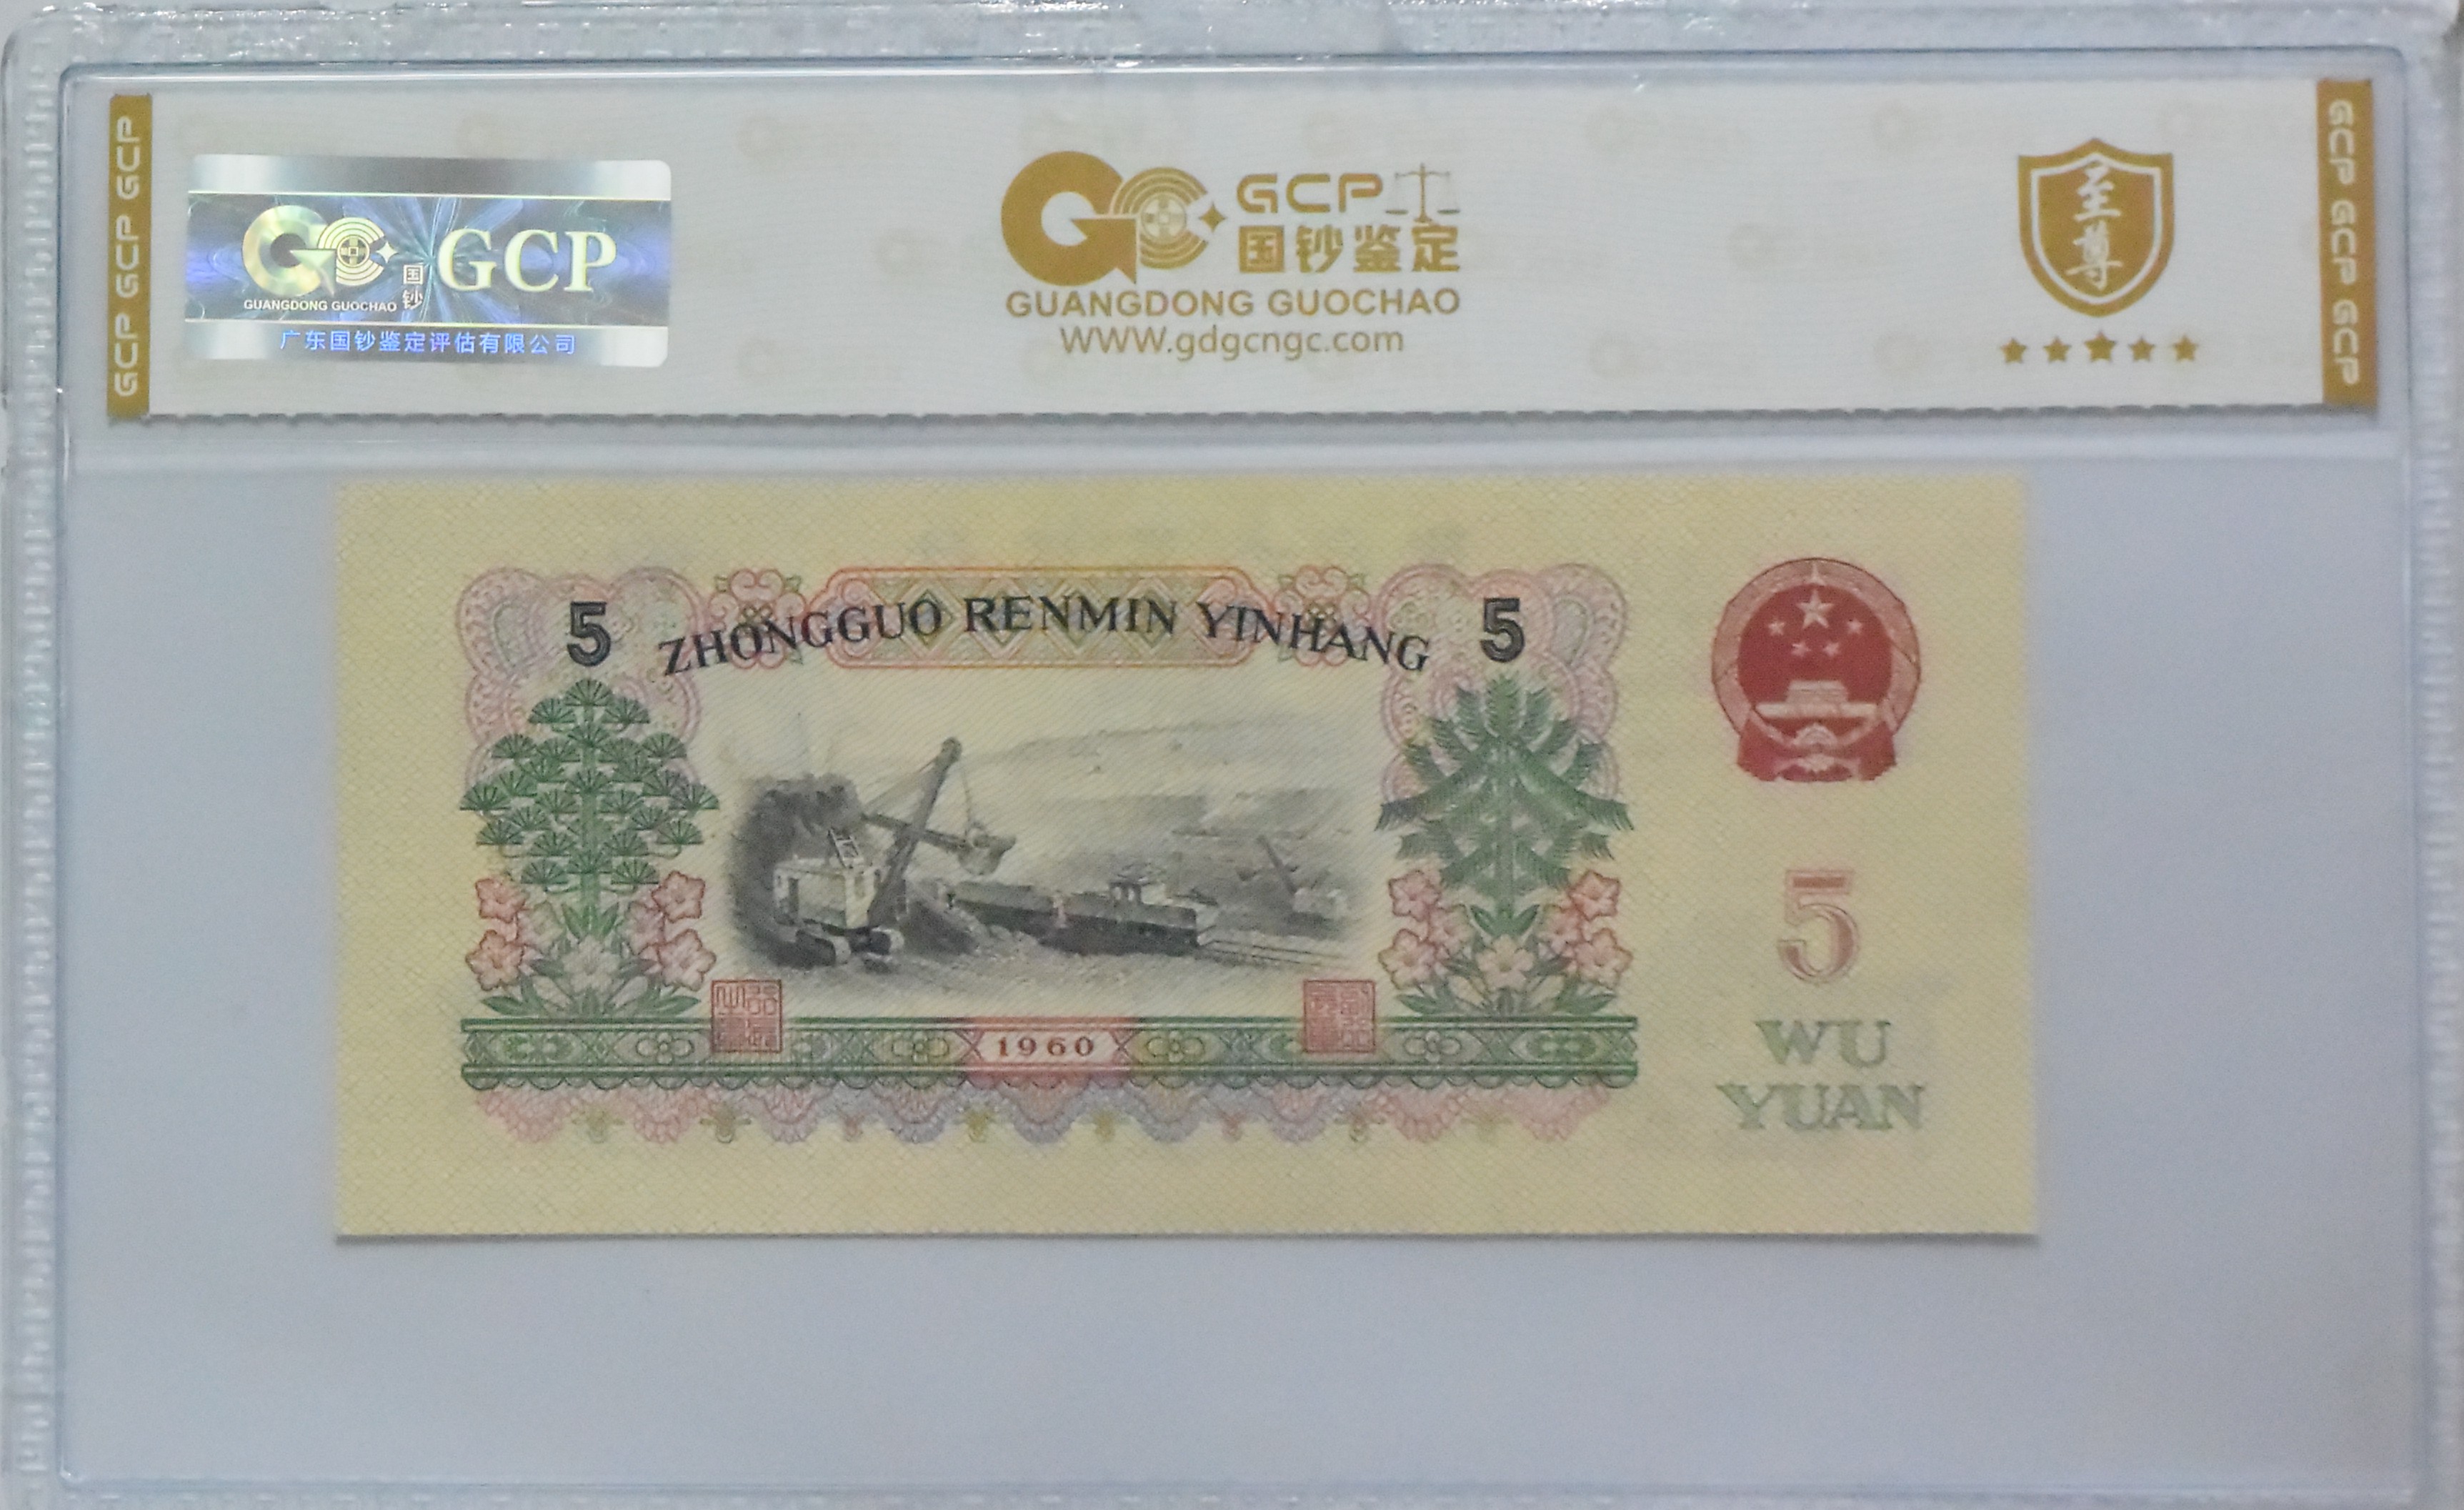 GCP GCP GCP
GCP
国钞
GUANGDONG GUOCHAO
广东国钞鉴定评估有限公司
GCP
国钞鉴定
GUANGDONG GUOCHAO
WWW.gdgcngc.com
至尊
GCP GCP GCP
5 ZHONGGUO RENMIN YINHANG 5
1960
5
WU
YUAN